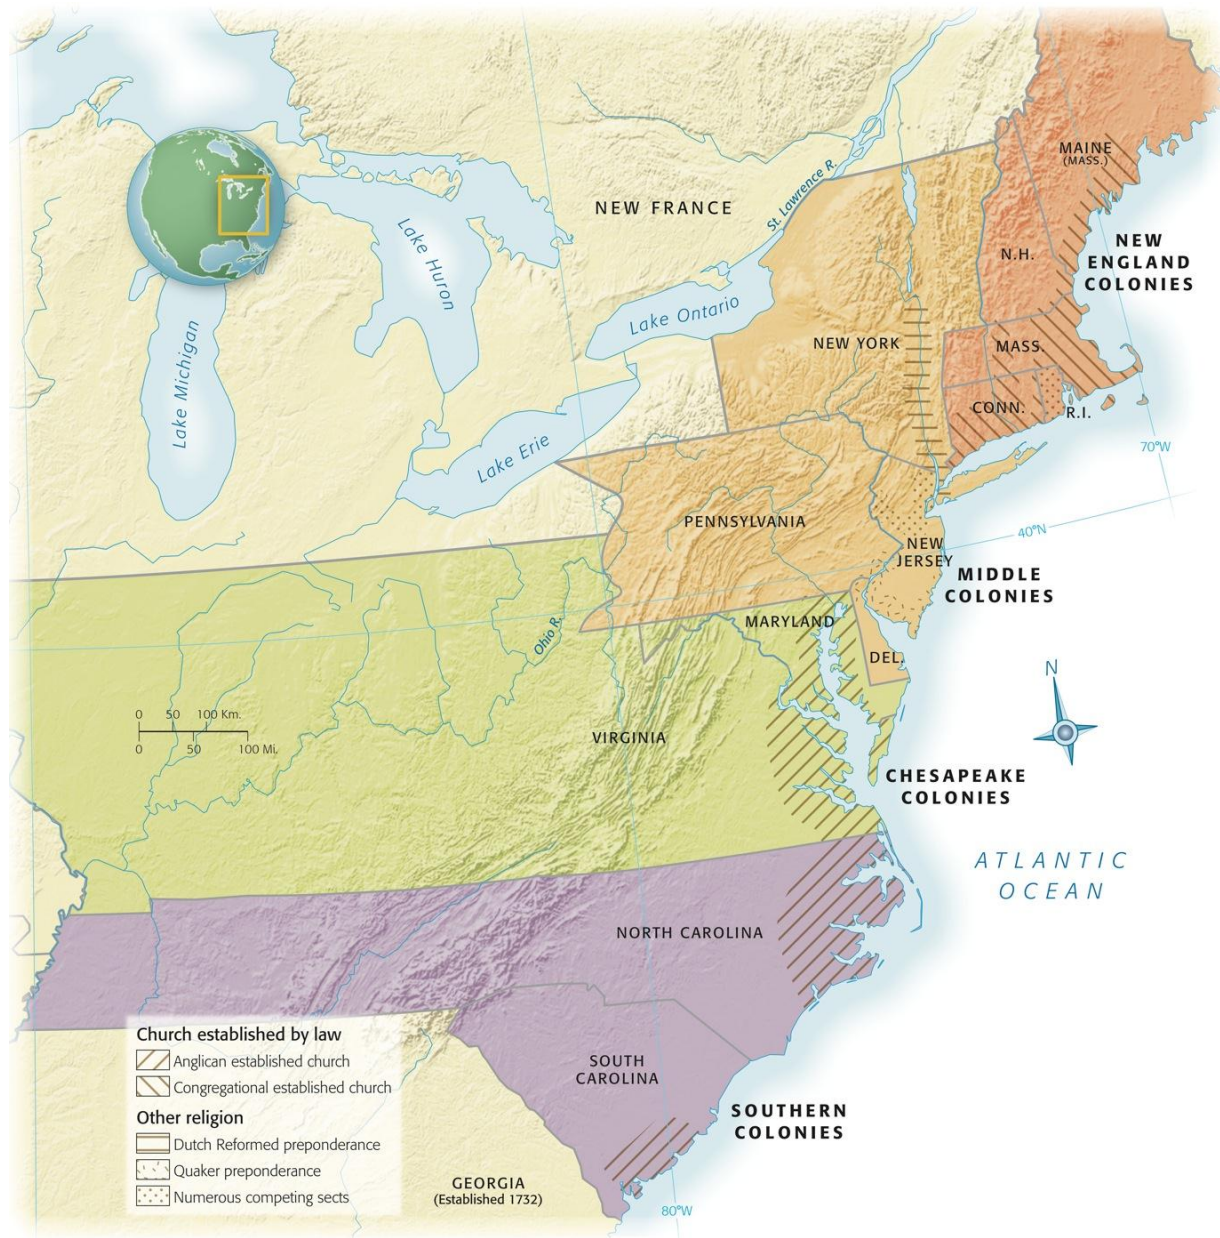 MAINE
(MASS.)
NEW FRANCE
St. Lawrence R.
Lake Huron
N.H.
NEW
ENGLAND
COLONIES
Lake Ontario
Lake Michigan
NEW YORK
MASS.
CONN.
R.I.
Lake Erie
70°W
PENNSYLVANIA
40°N
NEW
JERSEY
MIDDLE
COLONIES
MARYLAND
Ohio R.
DEL.
N
0 50 100 Km.
0 50 100 Mi.
VIRGINIA
CHESAPEAKE
COLONIES
ATLANTIC
OCEAN
NORTH CAROLINA
Church established by law
Anglican established church
Congregational established church
Other religion
Dutch Reformed preponderance
Quaker preponderance
Numerous competing sects
SOUTH
CAROLINA
SOUTHERN
COLONIES
GEORGIA
(Established 1732)
80°W